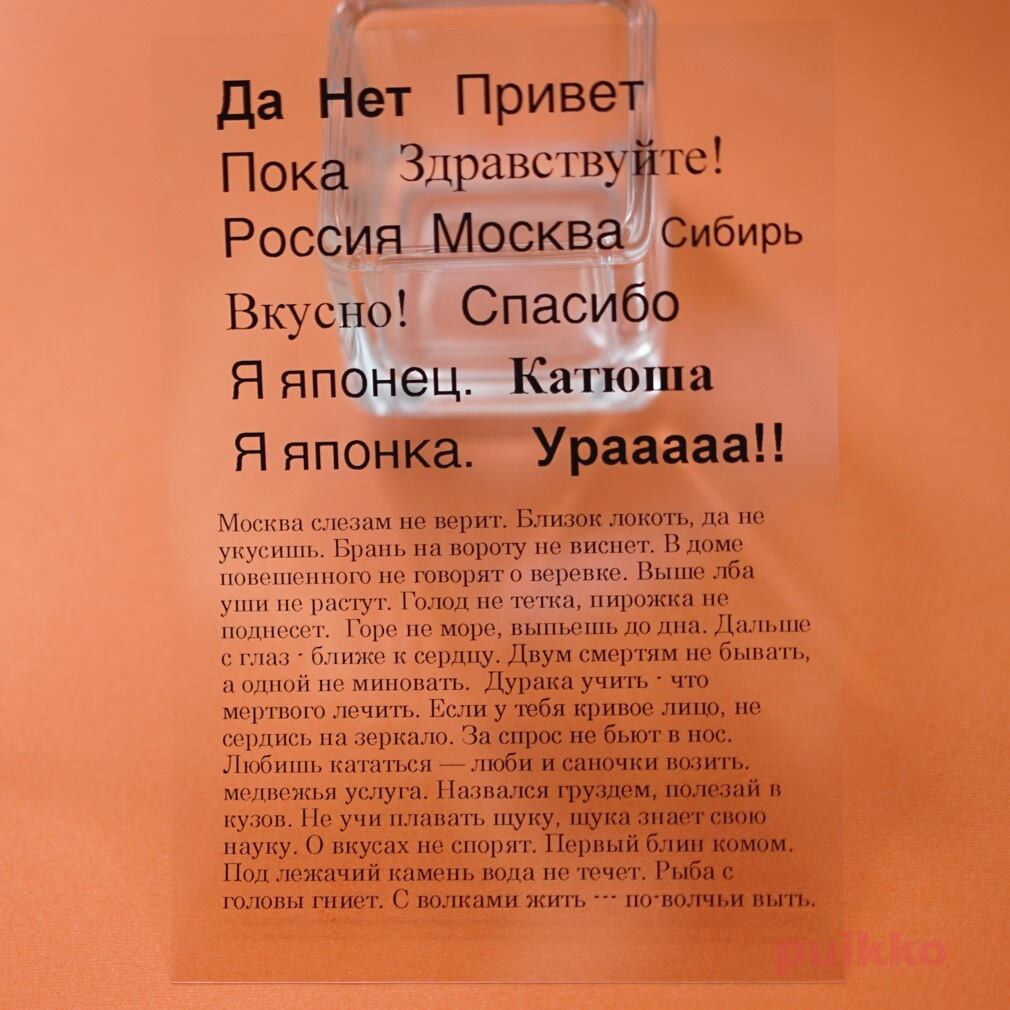 Да Нет Привет
Пока Здравствуйте!
Россия Москва Сибирь
Вкусно! Спасибо
Я японец. Катюша
Я японка. Урааааа!!
Москва слезам не верит. Близок локоть, да не
укусишь. Брань на вороту не виснет. В доме
повешенного не говорят о веревке. Выше лба
уши не растут. Голод не тетка, пирожка не
поднесет. Горе не море, выпьешь до дна. Дальше
с глаз - ближе к сердцу. Двум смертям не бывать,
а одной не миновать. Дурака учить - что
мертвого лечить. Если у тебя кривое лицо, не
сердись на зеркало. За спрос не бьют в нос.
Любишь кататься — люби и саночки возить.
медвежья услуга. Назвался груздем, полезай в
кузов. Не учи плавать щуку, щука знает свою
науку. О вкусах не спорят. Первый блин комом.
Под лежачий камень вода не течет. Рыба с
головы гниет. С волками жить --- по-волчьи выть.
puikko